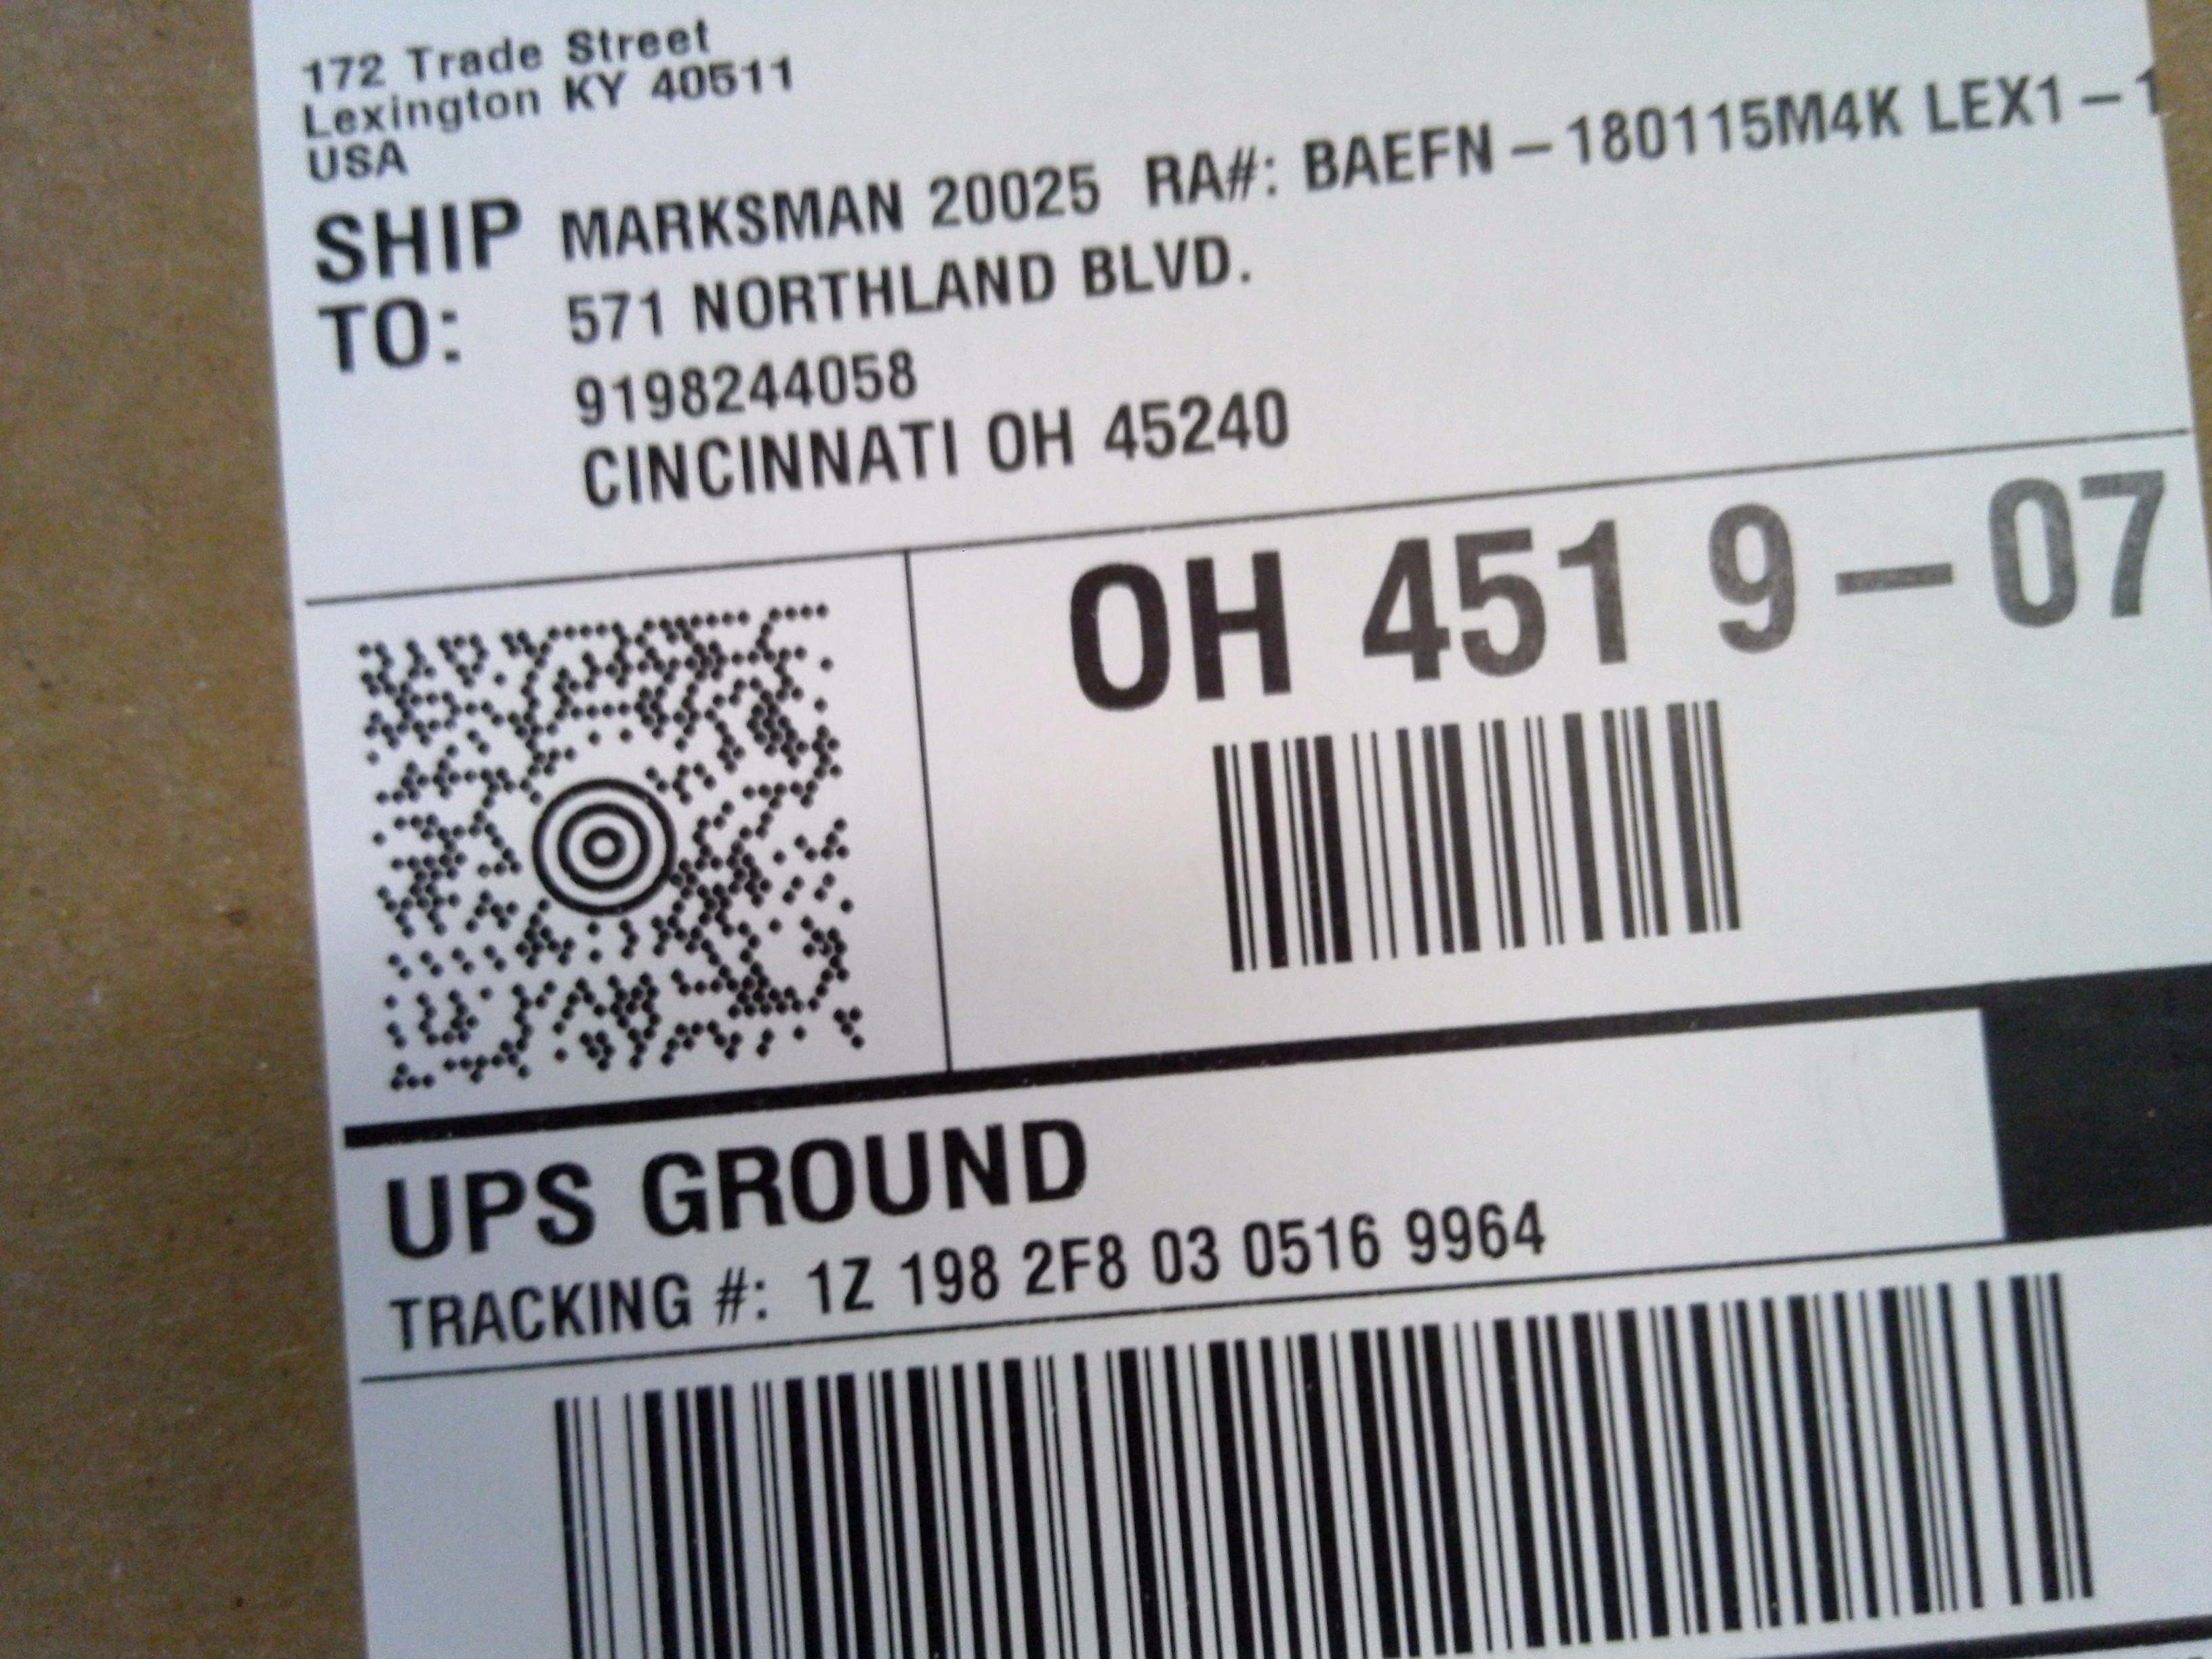 172 Trade Street
Lexington KY 40511
USA
SHIP TO:
MARKSMAN 20025 RA#: BAEFN-180115M4K LEX1-1
571 NORTHLAND BLVD.
9198244058
CINCINNATI OH 45240
OH 451 9-07
UPS GROUND
TRACKING #: 1Z 198 2F8 03 0516 9964